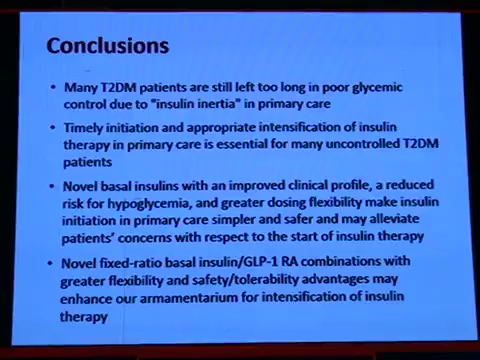 Conclusions
• Many T2DM patients are still left too long in poor glycemic
control due to "insulin inertia" in primary care
• Timely initiation and appropriate intensification of insulin
therapy in primary care is essential for many uncontrolled T2DM
patients
• Novel basal insulins with an improved clinical profile, a reduced
risk for hypoglycemia, and greater dosing flexibility make insulin
initiation in primary care simpler and safer and may alleviate
patients' concerns with respect to the start of insulin therapy
• Novel fixed-ratio basal insulin/GLP-1 RA combinations with
greater flexibility and safety/tolerability advantages may
enhance our armamentarium for intensification of insulin
therapy